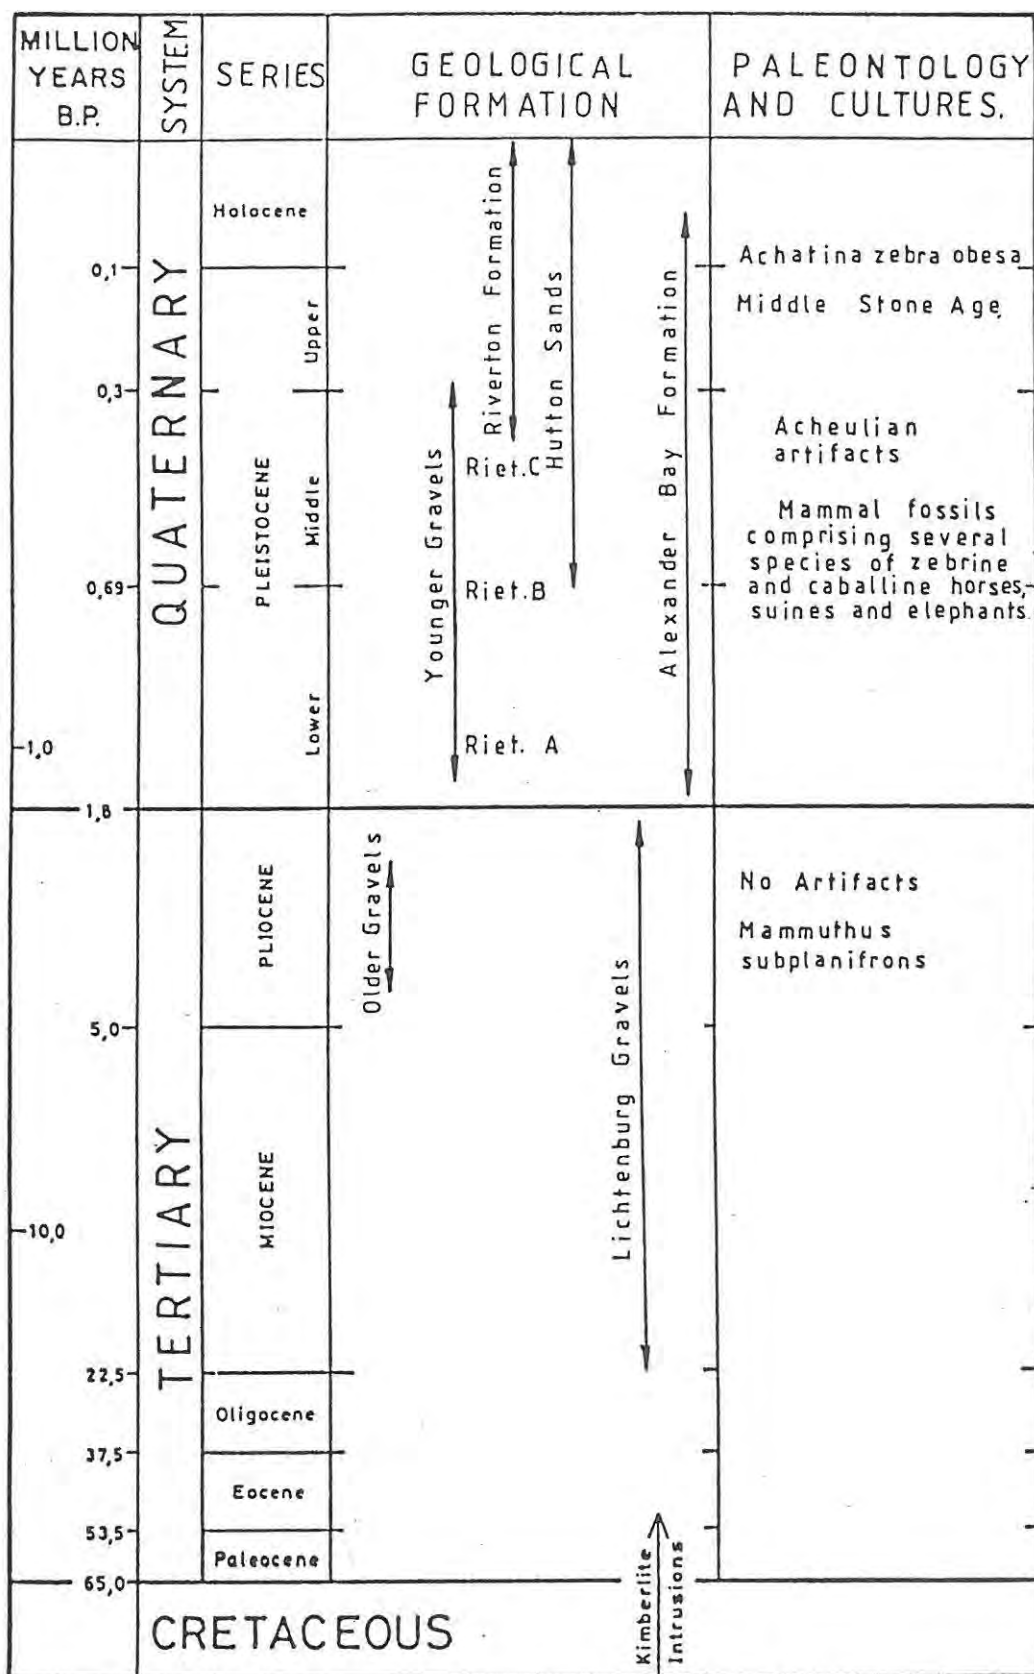 MILLION
YEARS
B.P.
SYSTEM
SERIES
GEOLOGICAL
FORMATION
PALEONTOLOGY
AND CULTURES.
0,1
0,3
0,69
1,0
1,8
5,0
10,0
22,5
37,5
53,5
65,0
QUATERNARY
TERTIARY
CRETACEOUS
Holocene
PLEISTOCENE
Upper
Middle
Lower
PLIOCENE
MIOCENE
Oligocene
Eocene
Paleocene
Older Gravels
Younger Gravels
Riet.C
Riet.B
Riet. A
Riverton Formation
Hutton Sands
Alexander Bay Formation
Lichtenburg Gravels
Kimberlite
Intrusions
Achatina zebra obesa
Middle Stone Age
Acheulian
artifacts
Mammal fossils
comprising several
species of zebrine
and caballine horses,
suines and elephants.
No Artifacts
Mammuthus
subplanifrons